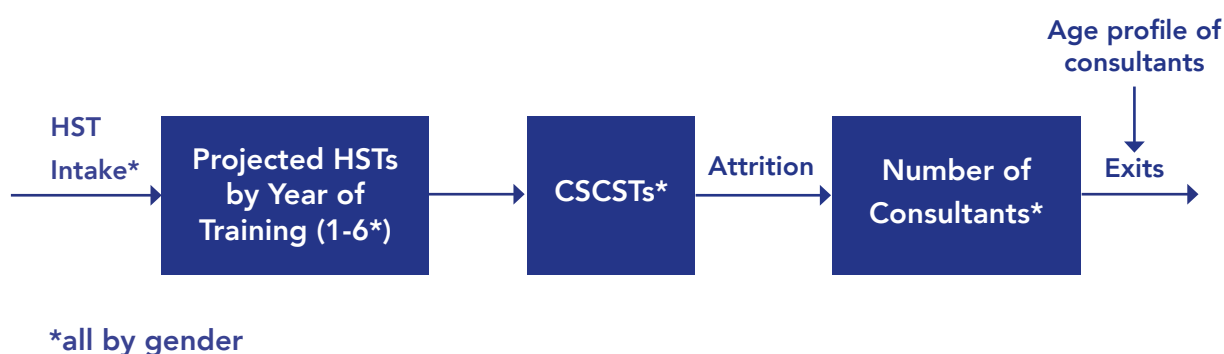 Age profile of
consultants
HST
Intake*
Projected HSTs
by Year of
Training (1-6*)
CSCSTs*
Attrition
Number of
Consultants*
Exits
*all by gender